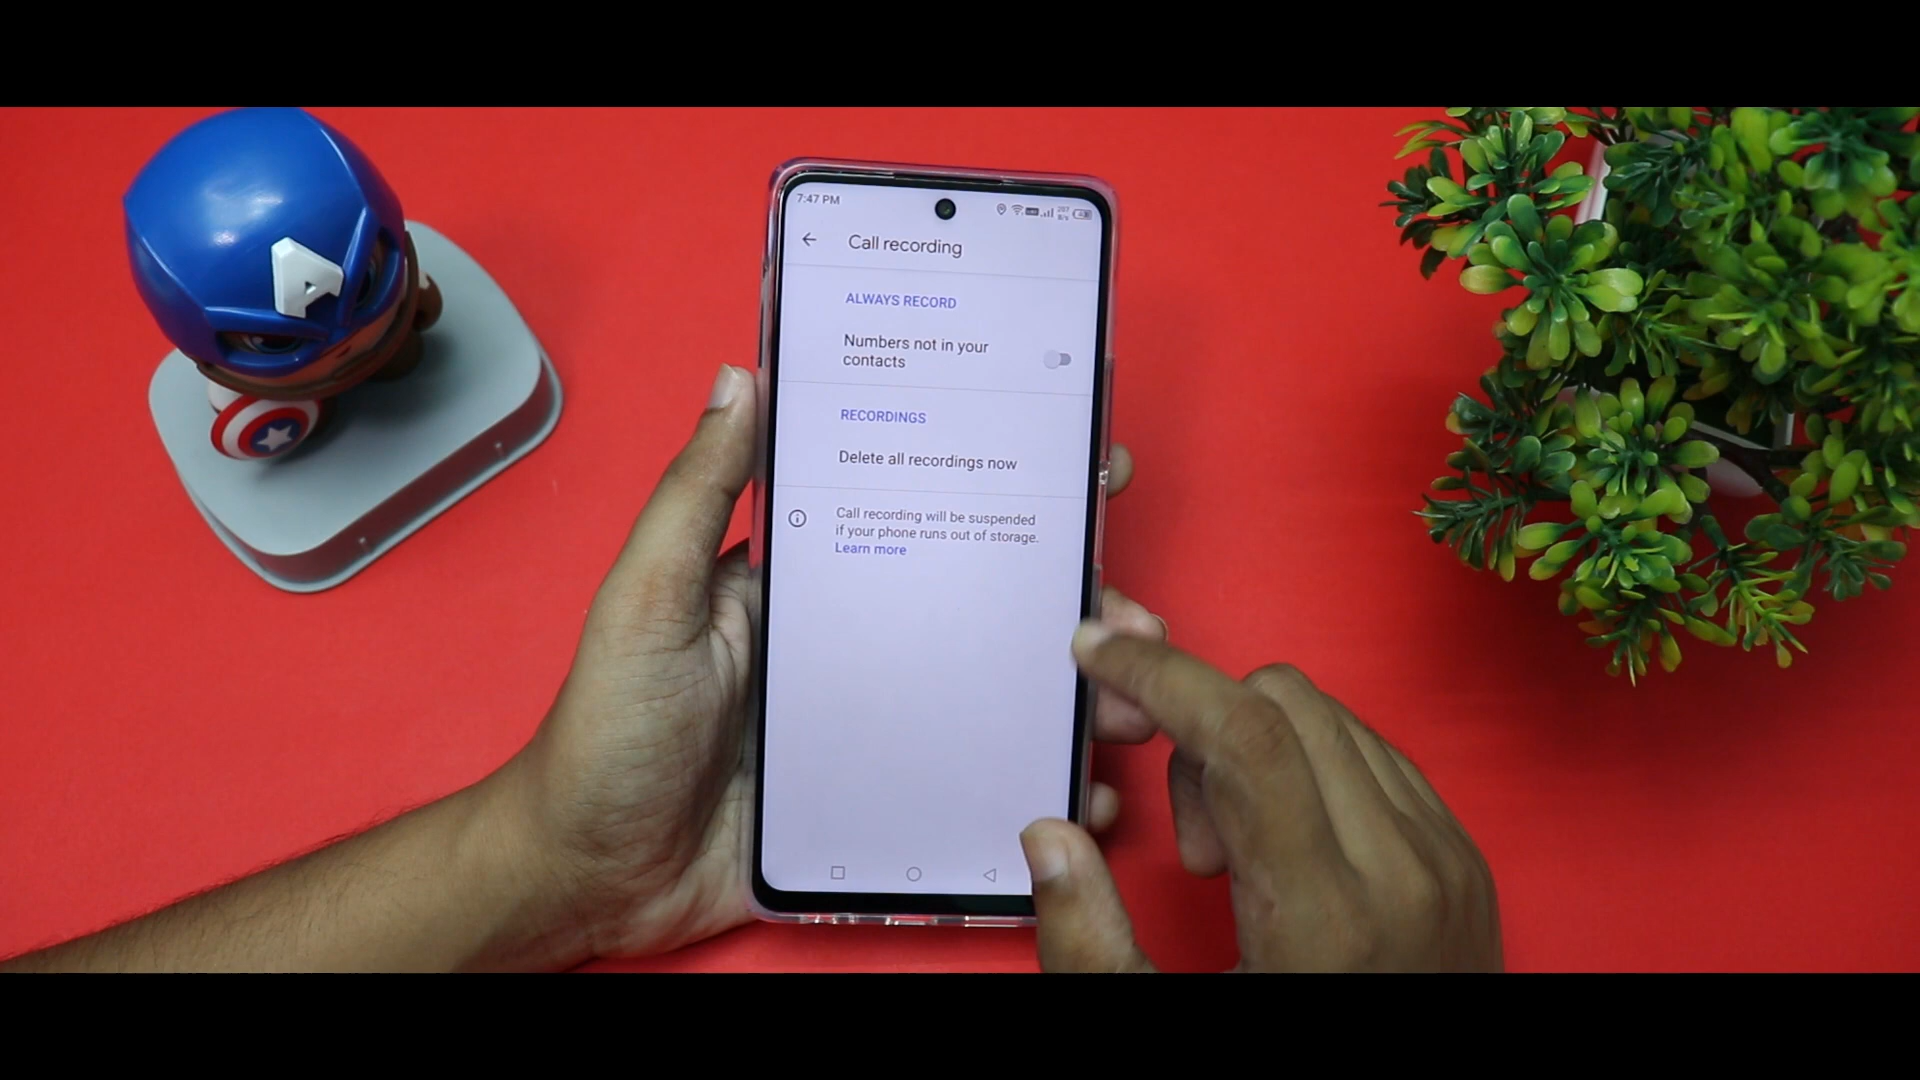 7:47 PM
Call recording
ALWAYS RECORD
Numbers not in your
contacts
RECORDINGS
Delete all recordings now
Call recording will be suspended
if your phone runs out of storage.
Learn more
A